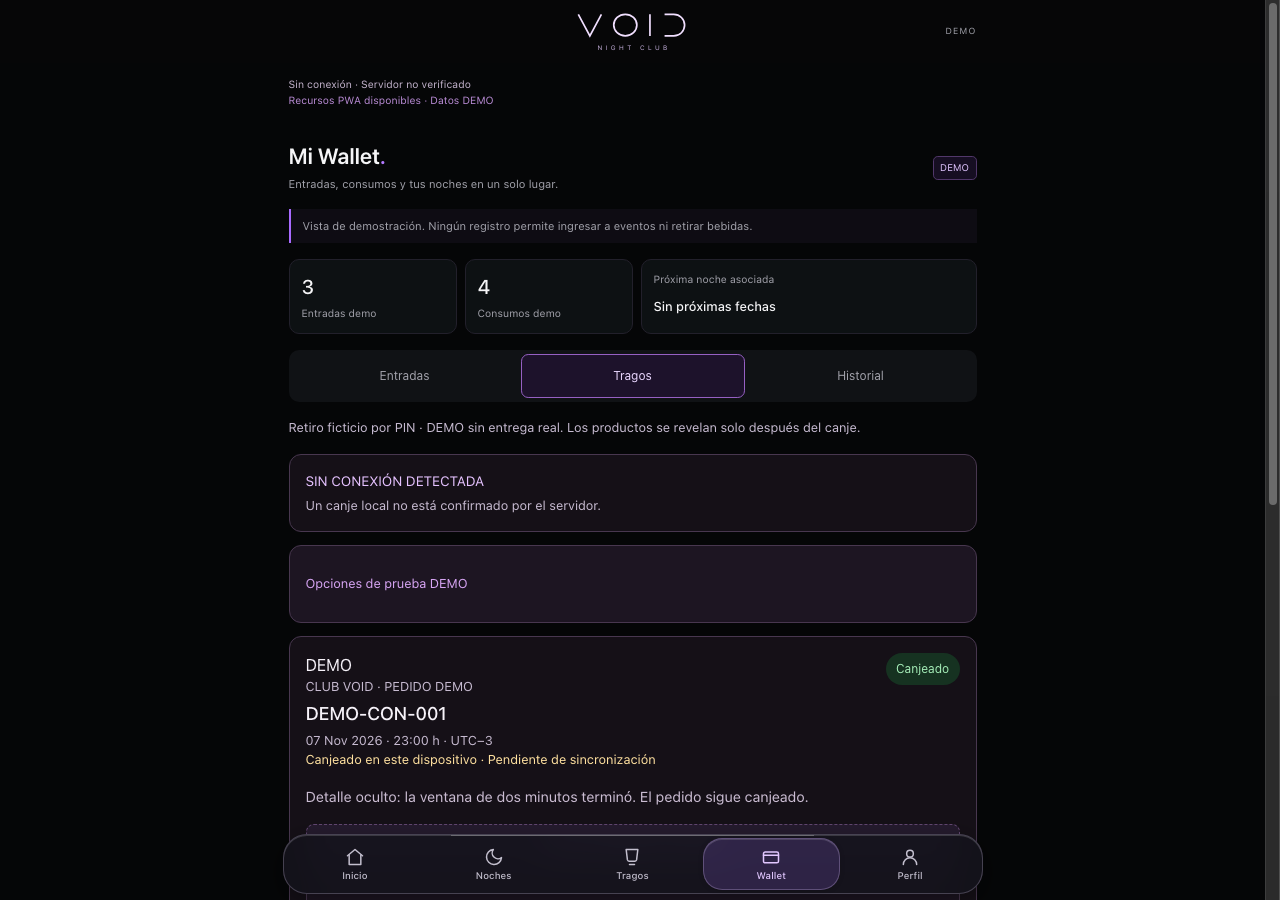 VOID
NIGHT CLUB
DEMO
Sin conexión · Servidor no verificado
Recursos PWA disponibles · Datos DEMO
Mi Wallet.
DEMO
Entradas, consumos y tus noches en un solo lugar.
Vista de demostración. Ningún registro permite ingresar a eventos ni retirar bebidas.
3
Entradas demo
4
Consumos demo
Próxima noche asociada
Sin próximas fechas
Entradas
Tragos
Historial
Retiro ficticio por PIN · DEMO sin entrega real. Los productos se revelan solo después del canje.
SIN CONEXIÓN DETECTADA
Un canje local no está confirmado por el servidor.
Opciones de prueba DEMO
DEMO
Canjeado
CLUB VOID · PEDIDO DEMO
DEMO-CON-001
07 Nov 2026 · 23:00 h · UTC−3
Canjeado en este dispositivo · Pendiente de sincronización
Detalle oculto: la ventana de dos minutos terminó. El pedido sigue canjeado.
Inicio
Noches
Tragos
Wallet
Perfil